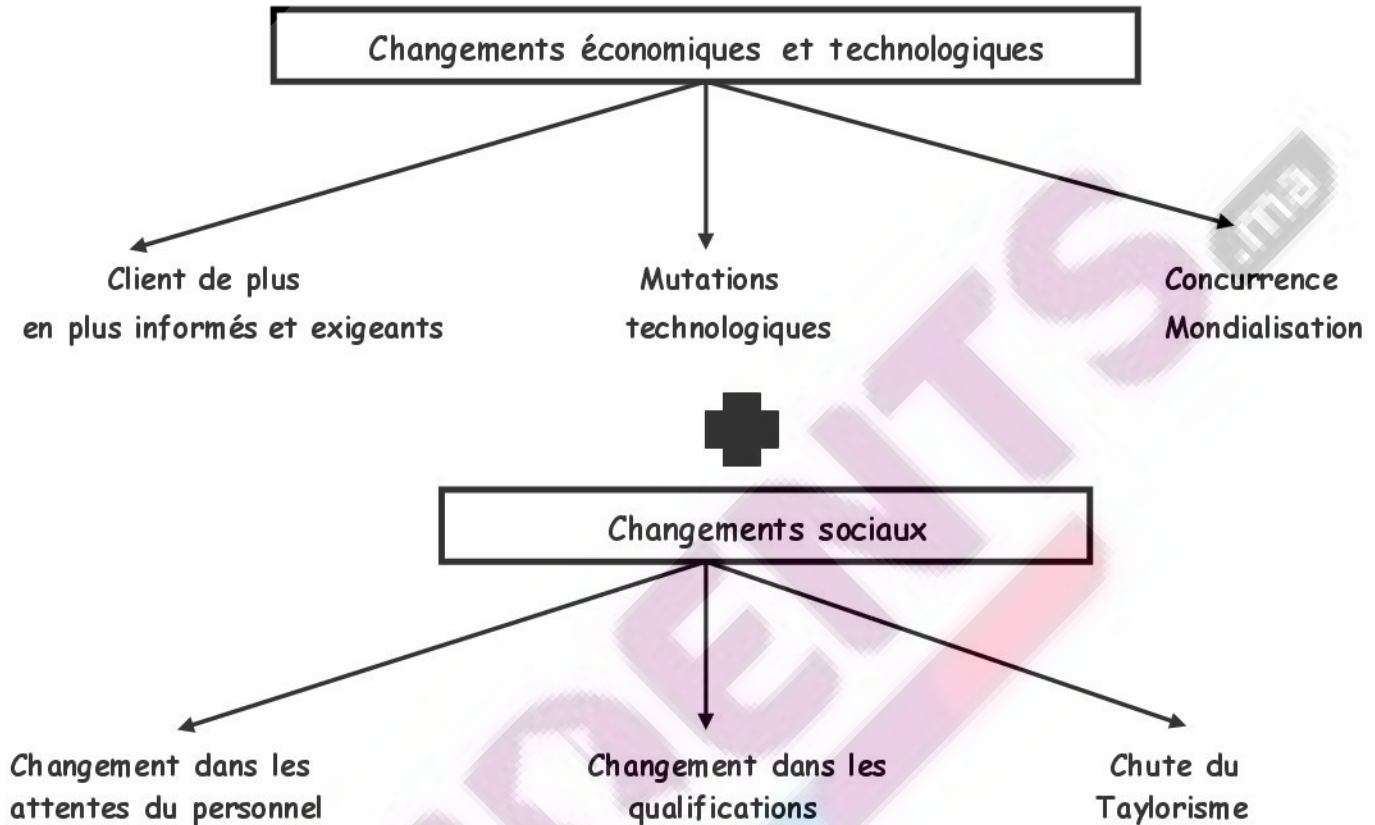 Changements économiques et technologiques
Client de plus
en plus informés et exigeants
Mutations
technologiques
Concurrence
Mondialisation
Changements sociaux
Changement dans les
attentes du personnel
Changement dans les
qualifications
Chute du
Taylorisme
.ma